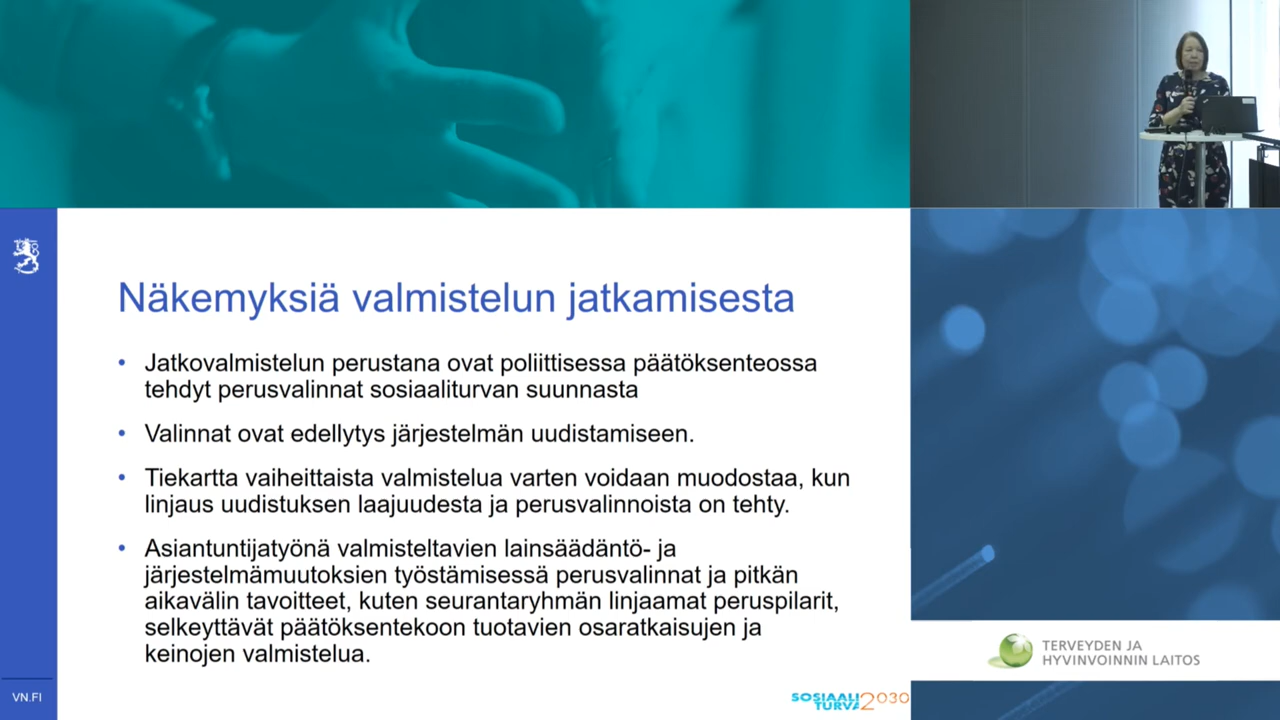 Näkemyksiä valmistelun jatkamisesta
• Jatkovalmistelun perustana ovat poliittisessa päätöksenteossa
tehdyt perusvalinnat sosiaaliturvan suunnasta
• Valinnat ovat edellytys järjestelmän uudistamiseen.
• Tiekartta vaiheittaista valmistelua varten voidaan muodostaa, kun
linjaus uudistuksen laajuudesta ja perusvalinnoista on tehty.
• Asiantuntijatyönä valmisteltavien lainsäädäntö- ja
järjestelmämuutoksien työstämisessä perusvalinnat ja pitkän
aikavälin tavoitteet, kuten seurantaryhmän linjaamat peruspilarit,
selkeyttävät päätöksentekoon tuotavien osaratkaisujen ja
keinojen valmistelua.
VN.FI
SOSIAALI
TURVA2030
TERVEYDEN JA
HYVINVOINNIN LAITOS